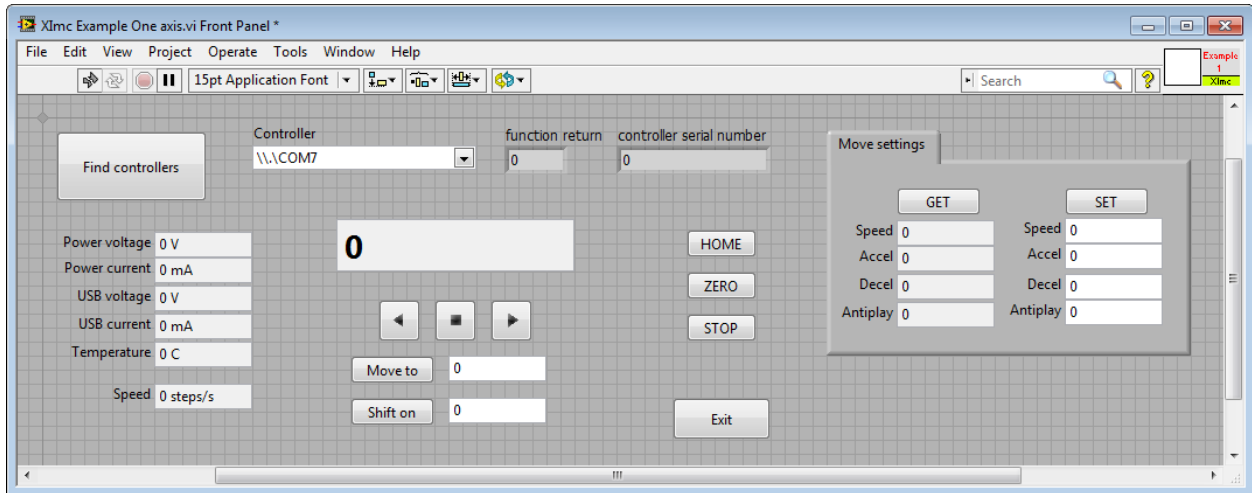 XImc Example One axis.vi Front Panel *
File Edit View Project Operate Tools Window Help
15pt Application Font
Search
?
Example
1
XImc
Find controllers
Controller
\\.\COM7
function return
0
controller serial number
0
Power voltage 0 V
Power current 0 mA
USB voltage 0 V
USB current 0 mA
Temperature 0 C
Speed 0 steps/s
0
Move to 0
Shift on 0
HOME
ZERO
STOP
Exit
Move settings
GET
Speed 0
Accel 0
Decel 0
Antiplay 0
SET
Speed 0
Accel 0
Decel 0
Antiplay 0